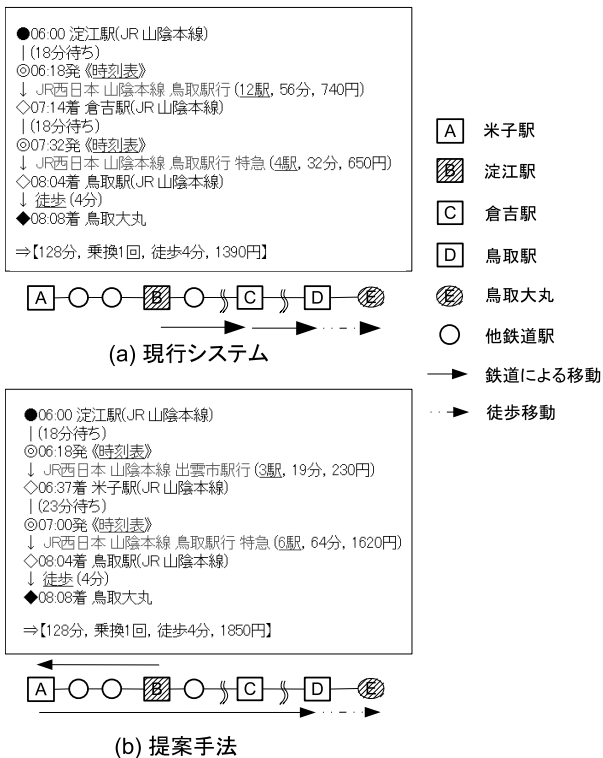 ●06:00 淀江駅(JR山陰本線)
｜(18分待ち)
◎06:18発 《時刻表》
↓ JR西日本 山陰本線 鳥取駅行 (12駅, 56分, 740円)
◇07:14着 倉吉駅(JR山陰本線)
｜(18分待ち)
◎07:32発 《時刻表》
↓ JR西日本 山陰本線 鳥取駅行 特急 (4駅, 32分, 650円)
◇08:04着 鳥取駅(JR山陰本線)
↓ 徒歩 (4分)
◆08:08着 鳥取大丸
⇒【128分, 乗換1回, 徒歩4分, 1390円】
A B C D E
(a) 現行システム
A 米子駅
B 淀江駅
C 倉吉駅
D 鳥取駅
E 鳥取大丸
他鉄道駅
鉄道による移動
徒歩移動
●06:00 淀江駅(JR山陰本線)
｜(18分待ち)
◎06:18発 《時刻表》
↓ JR西日本 山陰本線 出雲市駅行 (3駅, 19分, 230円)
◇06:37着 米子駅(JR山陰本線)
｜(23分待ち)
◎07:00発 《時刻表》
↓ JR西日本 山陰本線 鳥取駅行 特急 (6駅, 64分, 1620円)
◇08:04着 鳥取駅(JR山陰本線)
↓ 徒歩 (4分)
◆08:08着 鳥取大丸
⇒【128分, 乗換1回, 徒歩4分, 1850円】
A B C D E
(b) 提案手法